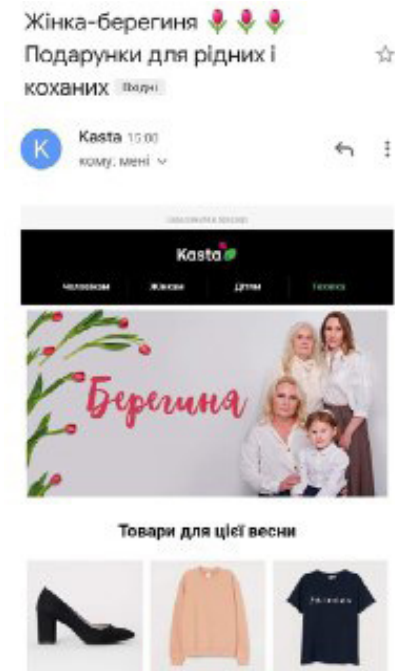 Жінка-берегиня 🌷🌷🌷
Подарунки для рідних і
коханих Вхідні
K
Kasta 15:00
кому: мені
Kasta
Чоловікам Жінкам Дітям Техніка
Берегиня
Товари для цієї весни